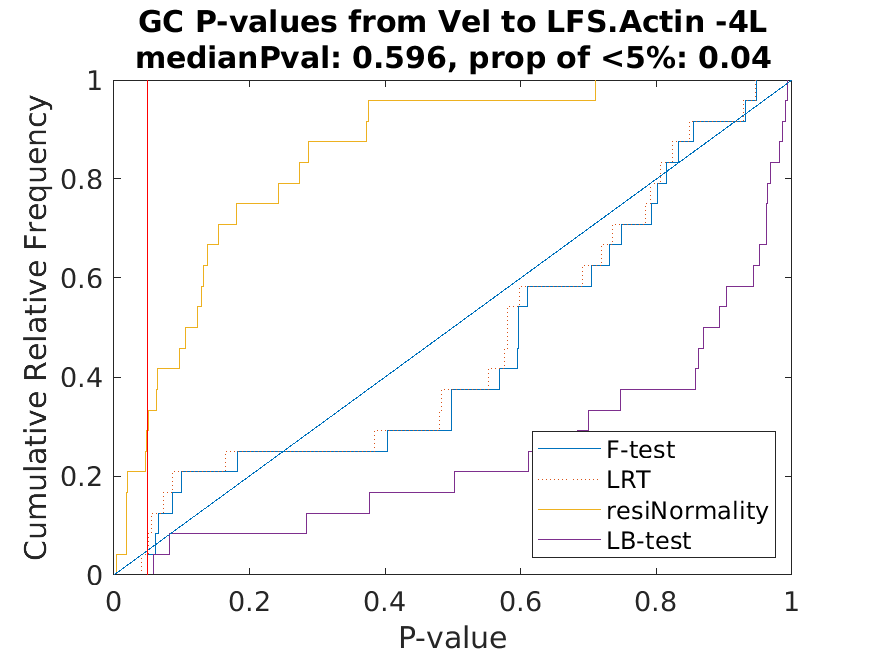 GC P-values from Vel to LFS.Actin -4L
medianPval: 0.596, prop of <5%: 0.04
Cumulative Relative Frequency
1
0.8
0.6
0.4
0.2
0
F-test
LRT
resiNormality
LB-test
0 0.2 0.4 0.6 0.8 1
P-value